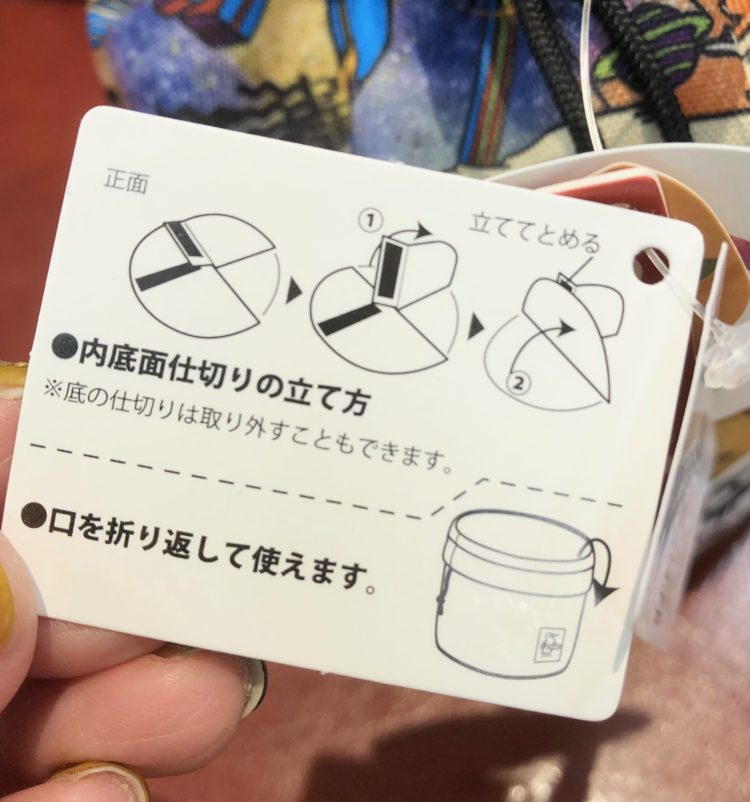 正面
①
立ててとめる
②
●内底面仕切りの立て方
※底の仕切りは取り外すこともできます。
●口を折り返して使えます。